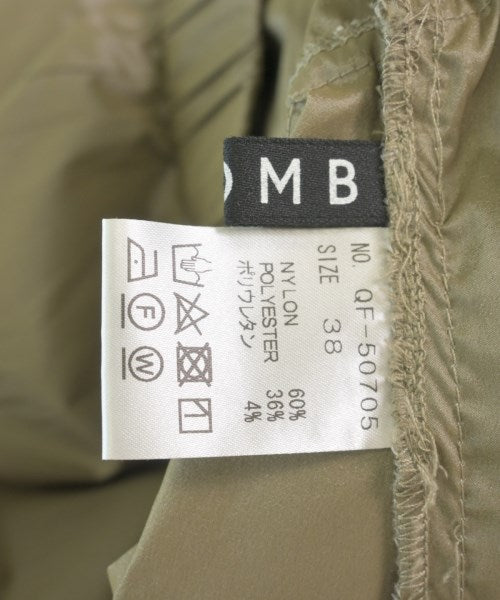 MB
NO. QF-50705
SIZE 38
NYLON 60%
POLYESTER 36%
ポリウレタン 4%
F
W